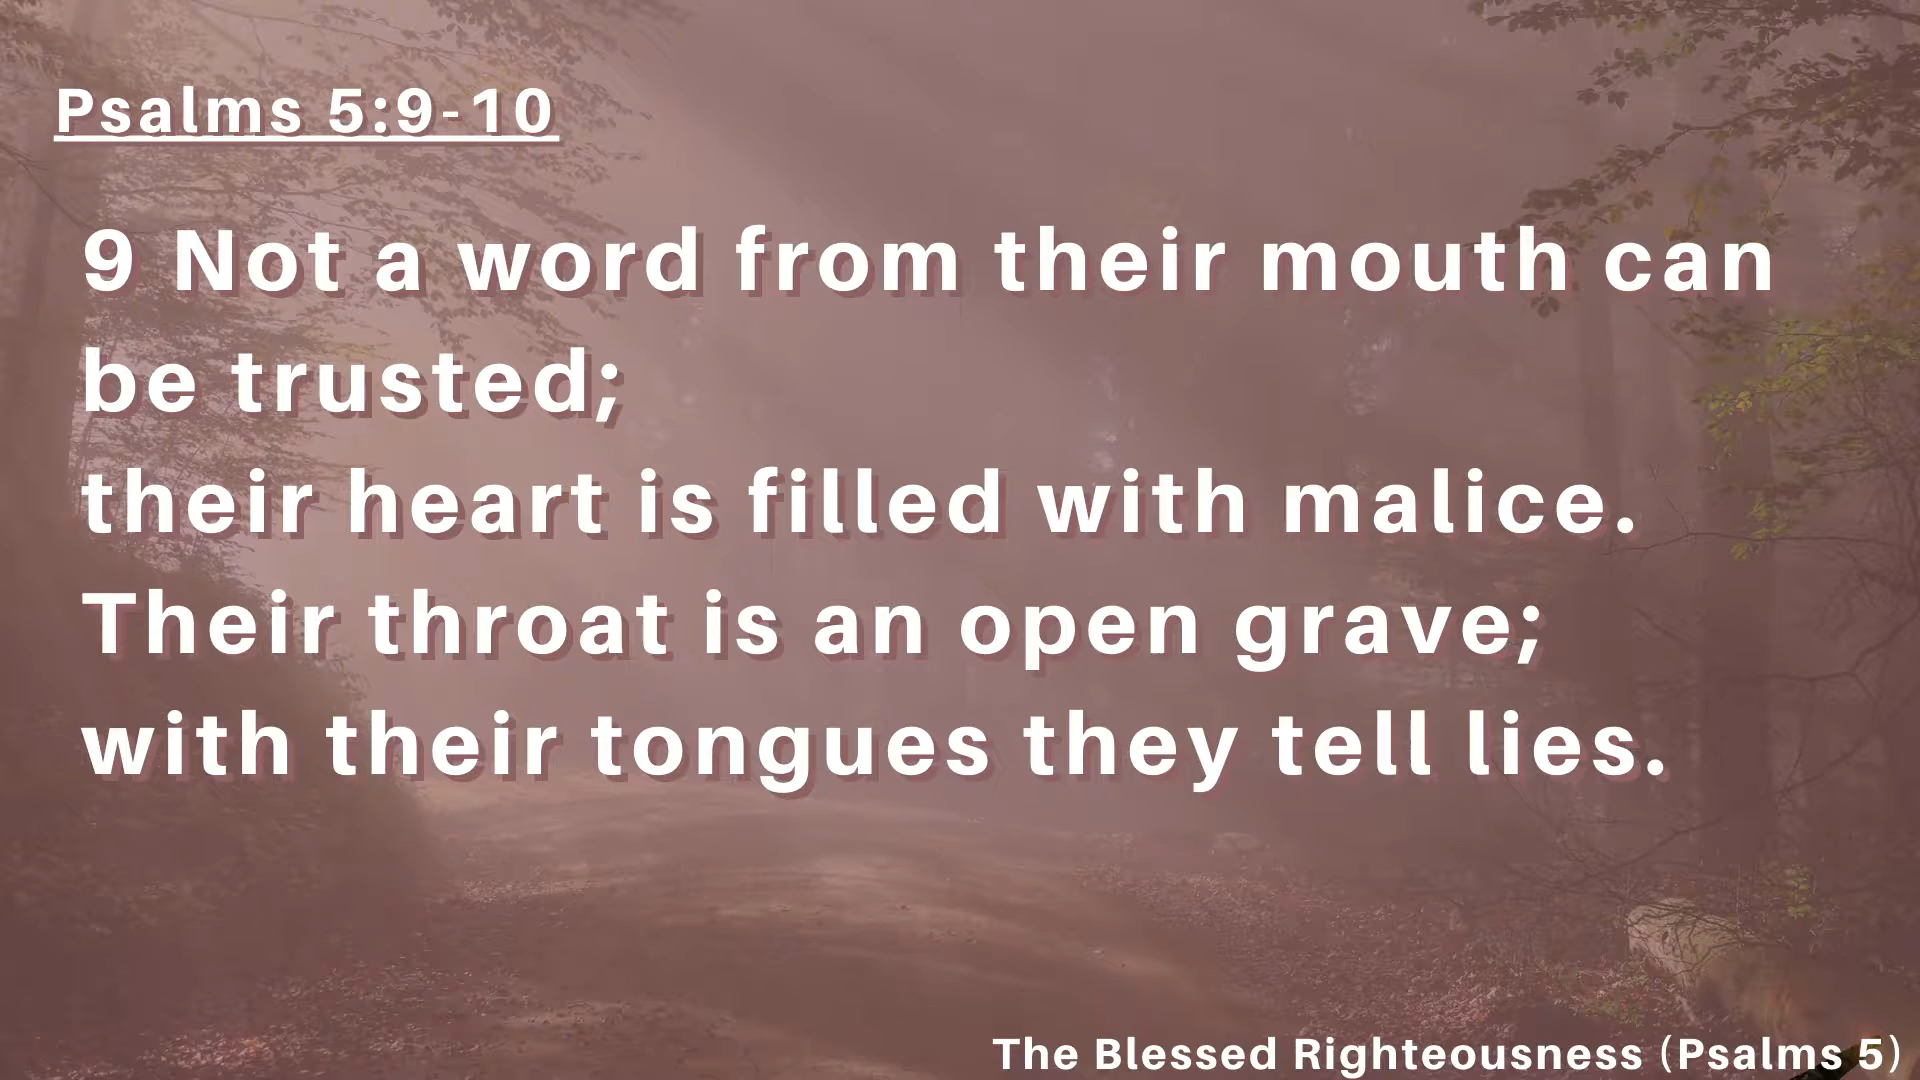 Psalms 5:9-10
9 Not a word from their mouth can
be trusted;
their heart is filled with malice.
Their throat is an open grave;
with their tongues they tell lies.
The Blessed Righteousness (Psalms 5)